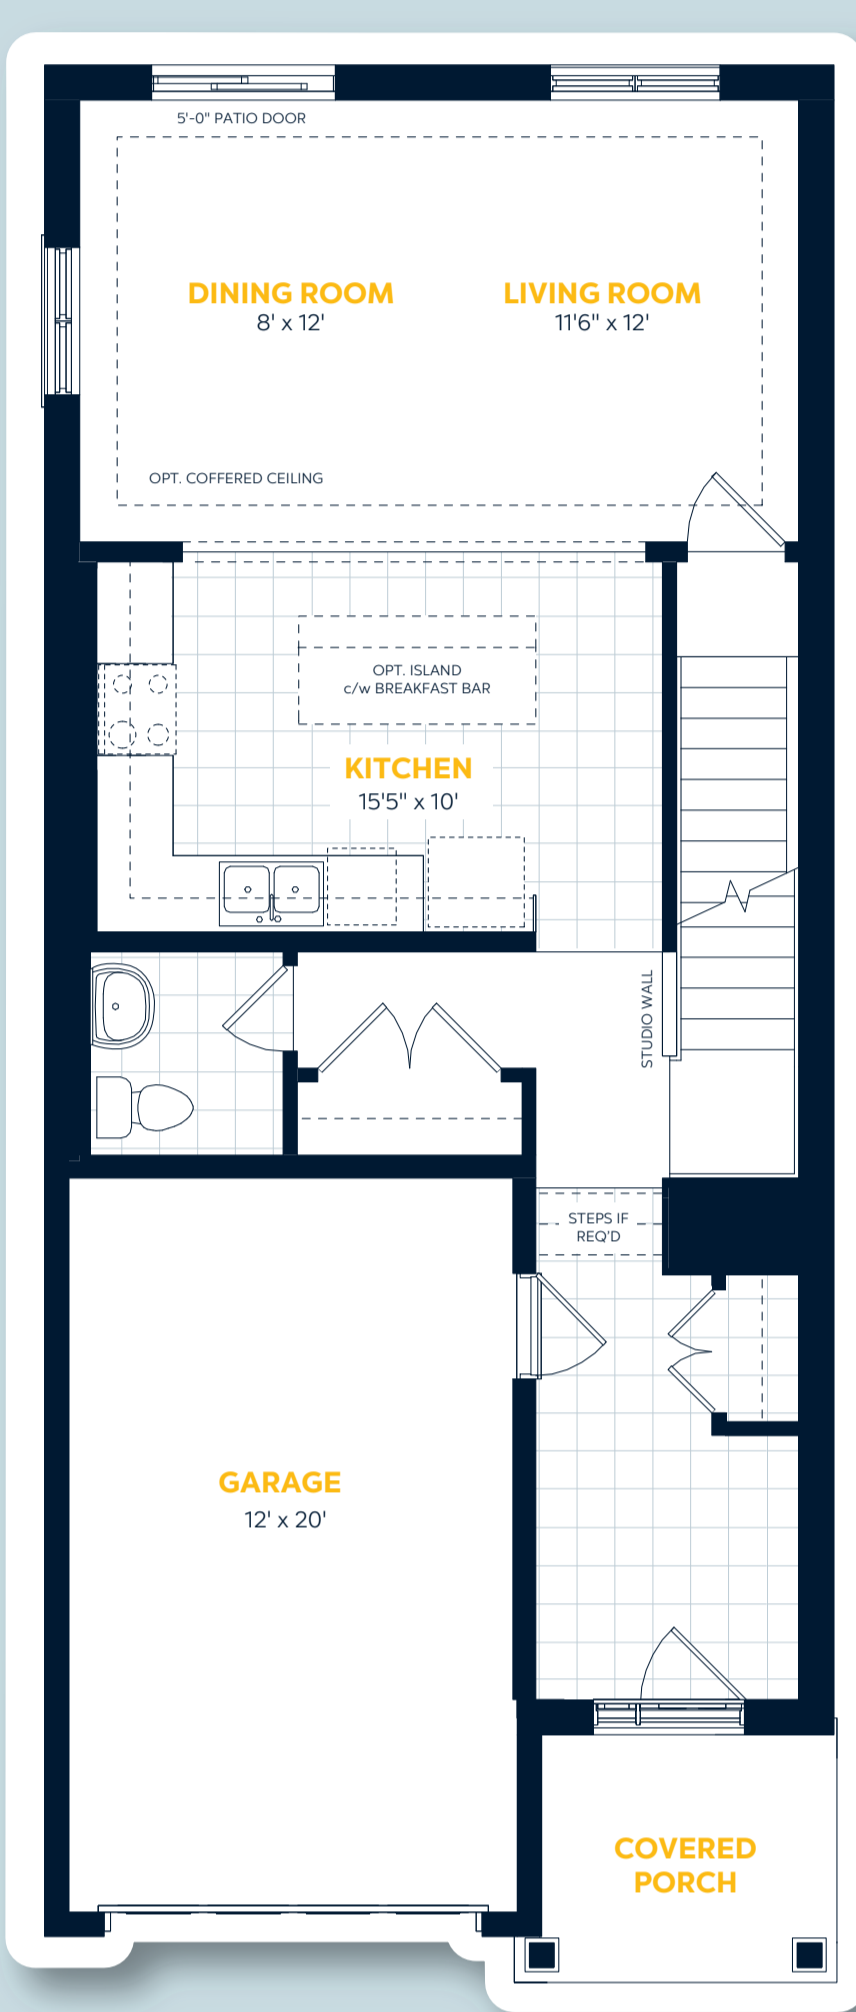 5'-0" PATIO DOOR
DINING ROOM
8' x 12'
LIVING ROOM
11'6" x 12'
OPT. COFFERED CEILING
OPT. ISLAND
c/w BREAKFAST BAR
KITCHEN
15'5" x 10'
STUDIO WALL
STEPS IF
REQ'D
GARAGE
12' x 20'
COVERED
PORCH